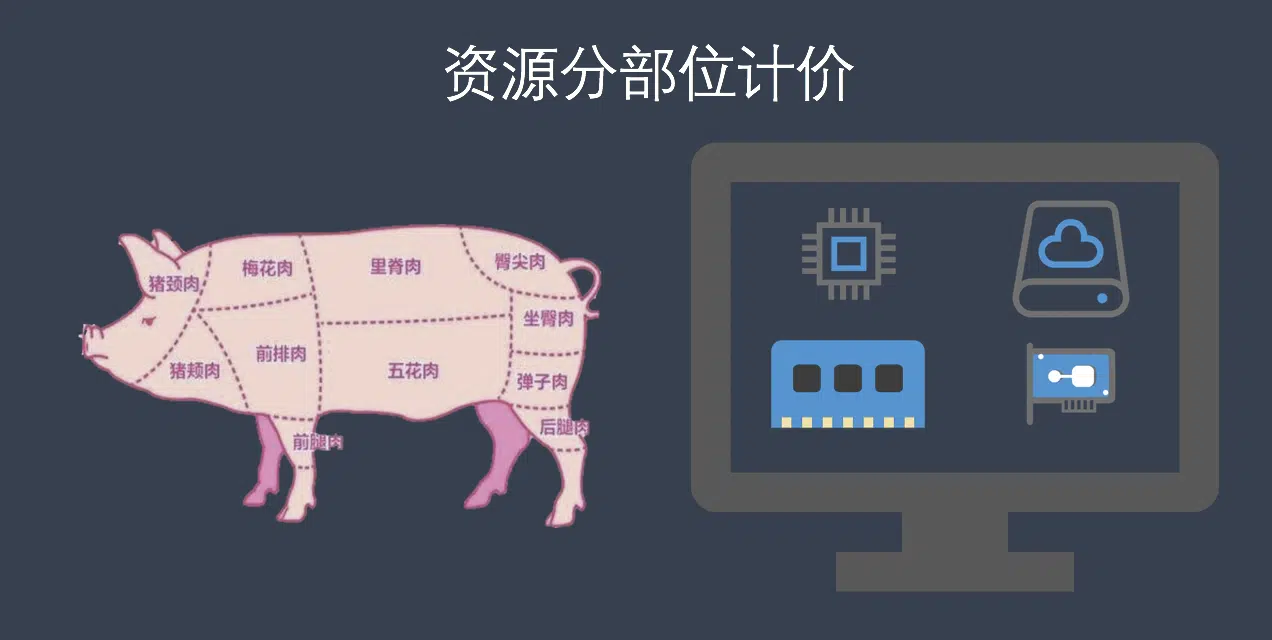 资源分部位计价
猪颈肉
梅花肉
里脊肉
臀尖肉
坐臀肉
猪颊肉
前排肉
五花肉
弹子肉
前腿肉
后腿肉